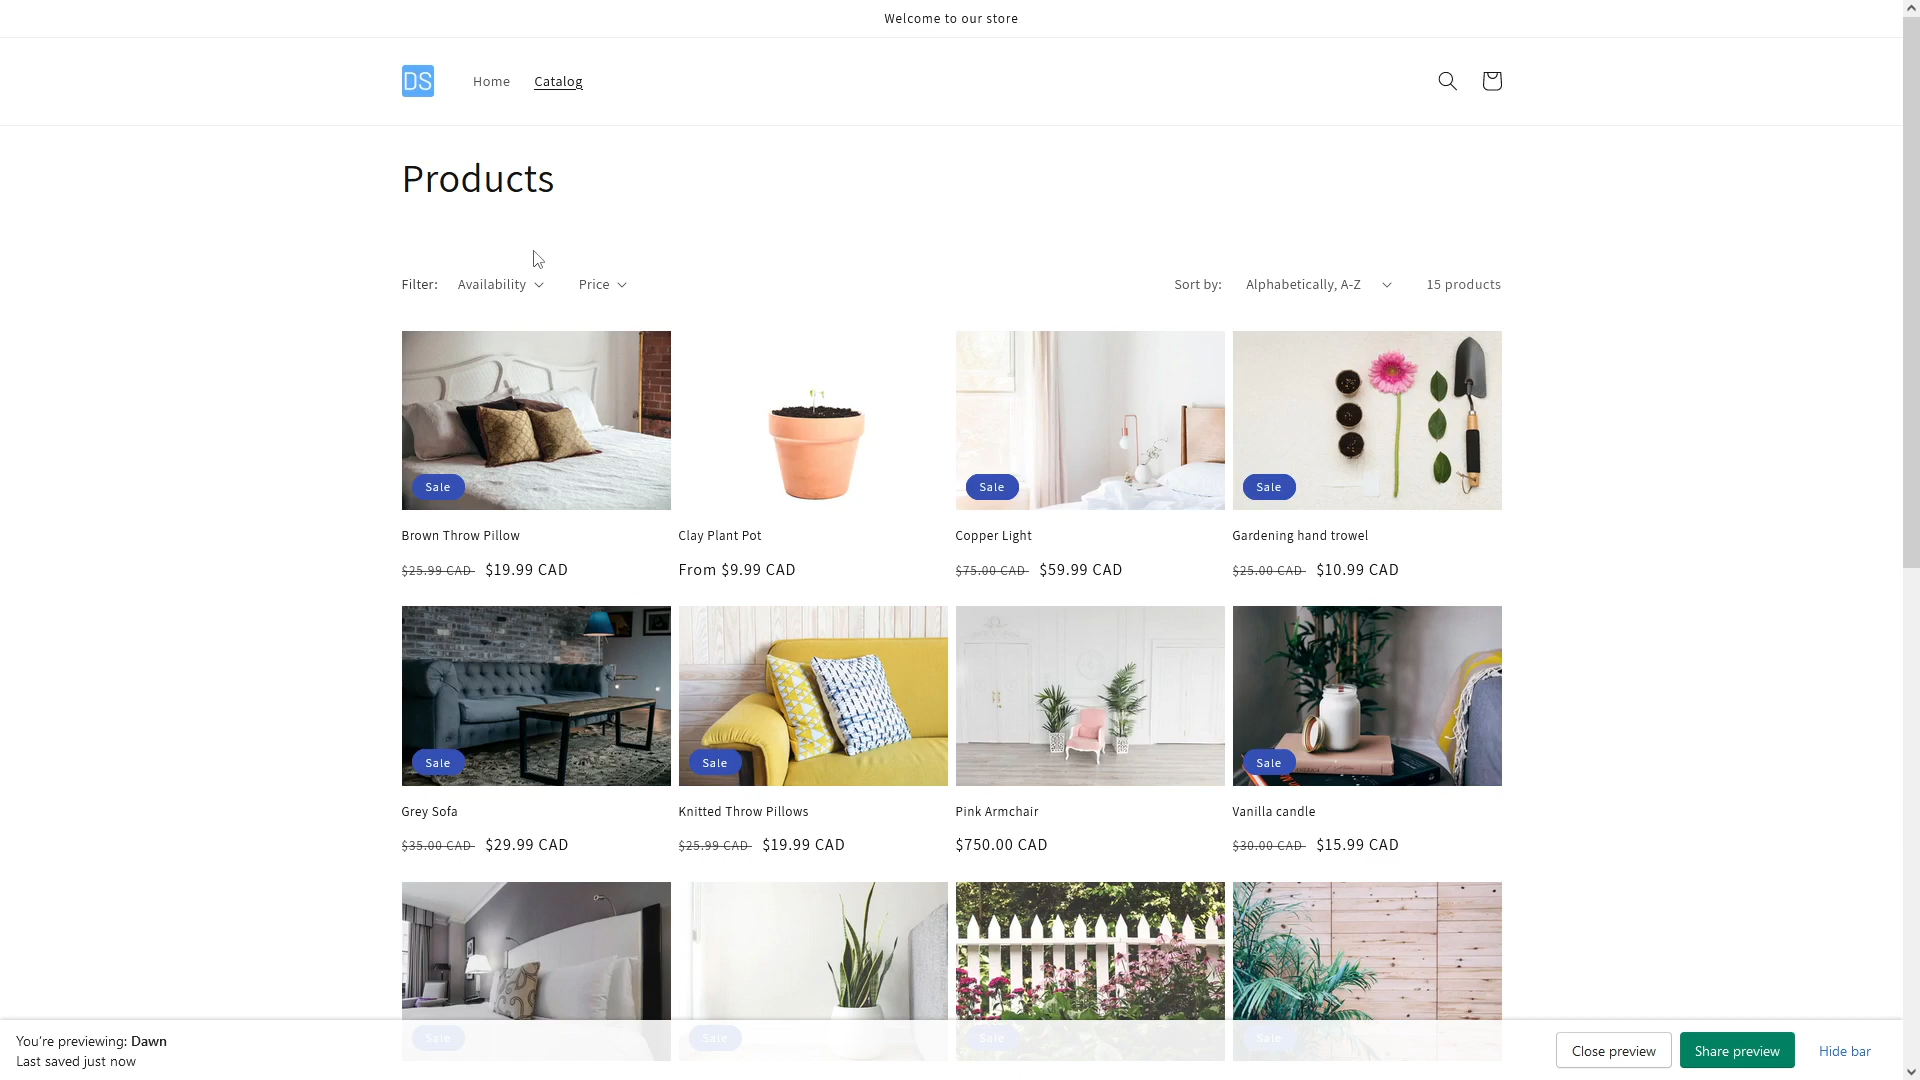 Welcome to our store
DS
Home
Catalog
Products
Filter:
Availability
Price
Sort by:
Alphabetically, A-Z
15 products
Sale
Sale
Sale
Brown Throw Pillow
Clay Plant Pot
Copper Light
Gardening hand trowel
$25.99 CAD $19.99 CAD
From $9.99 CAD
$75.00 CAD $59.99 CAD
$25.00 CAD $10.99 CAD
Sale
Sale
Sale
Grey Sofa
Knitted Throw Pillows
Pink Armchair
Vanilla candle
$35.00 CAD $29.99 CAD
$25.99 CAD $19.99 CAD
$750.00 CAD
$30.00 CAD $15.99 CAD
Sale
Sale
Sale
Sale
You're previewing: Dawn
Last saved just now
Close preview
Share preview
Hide bar